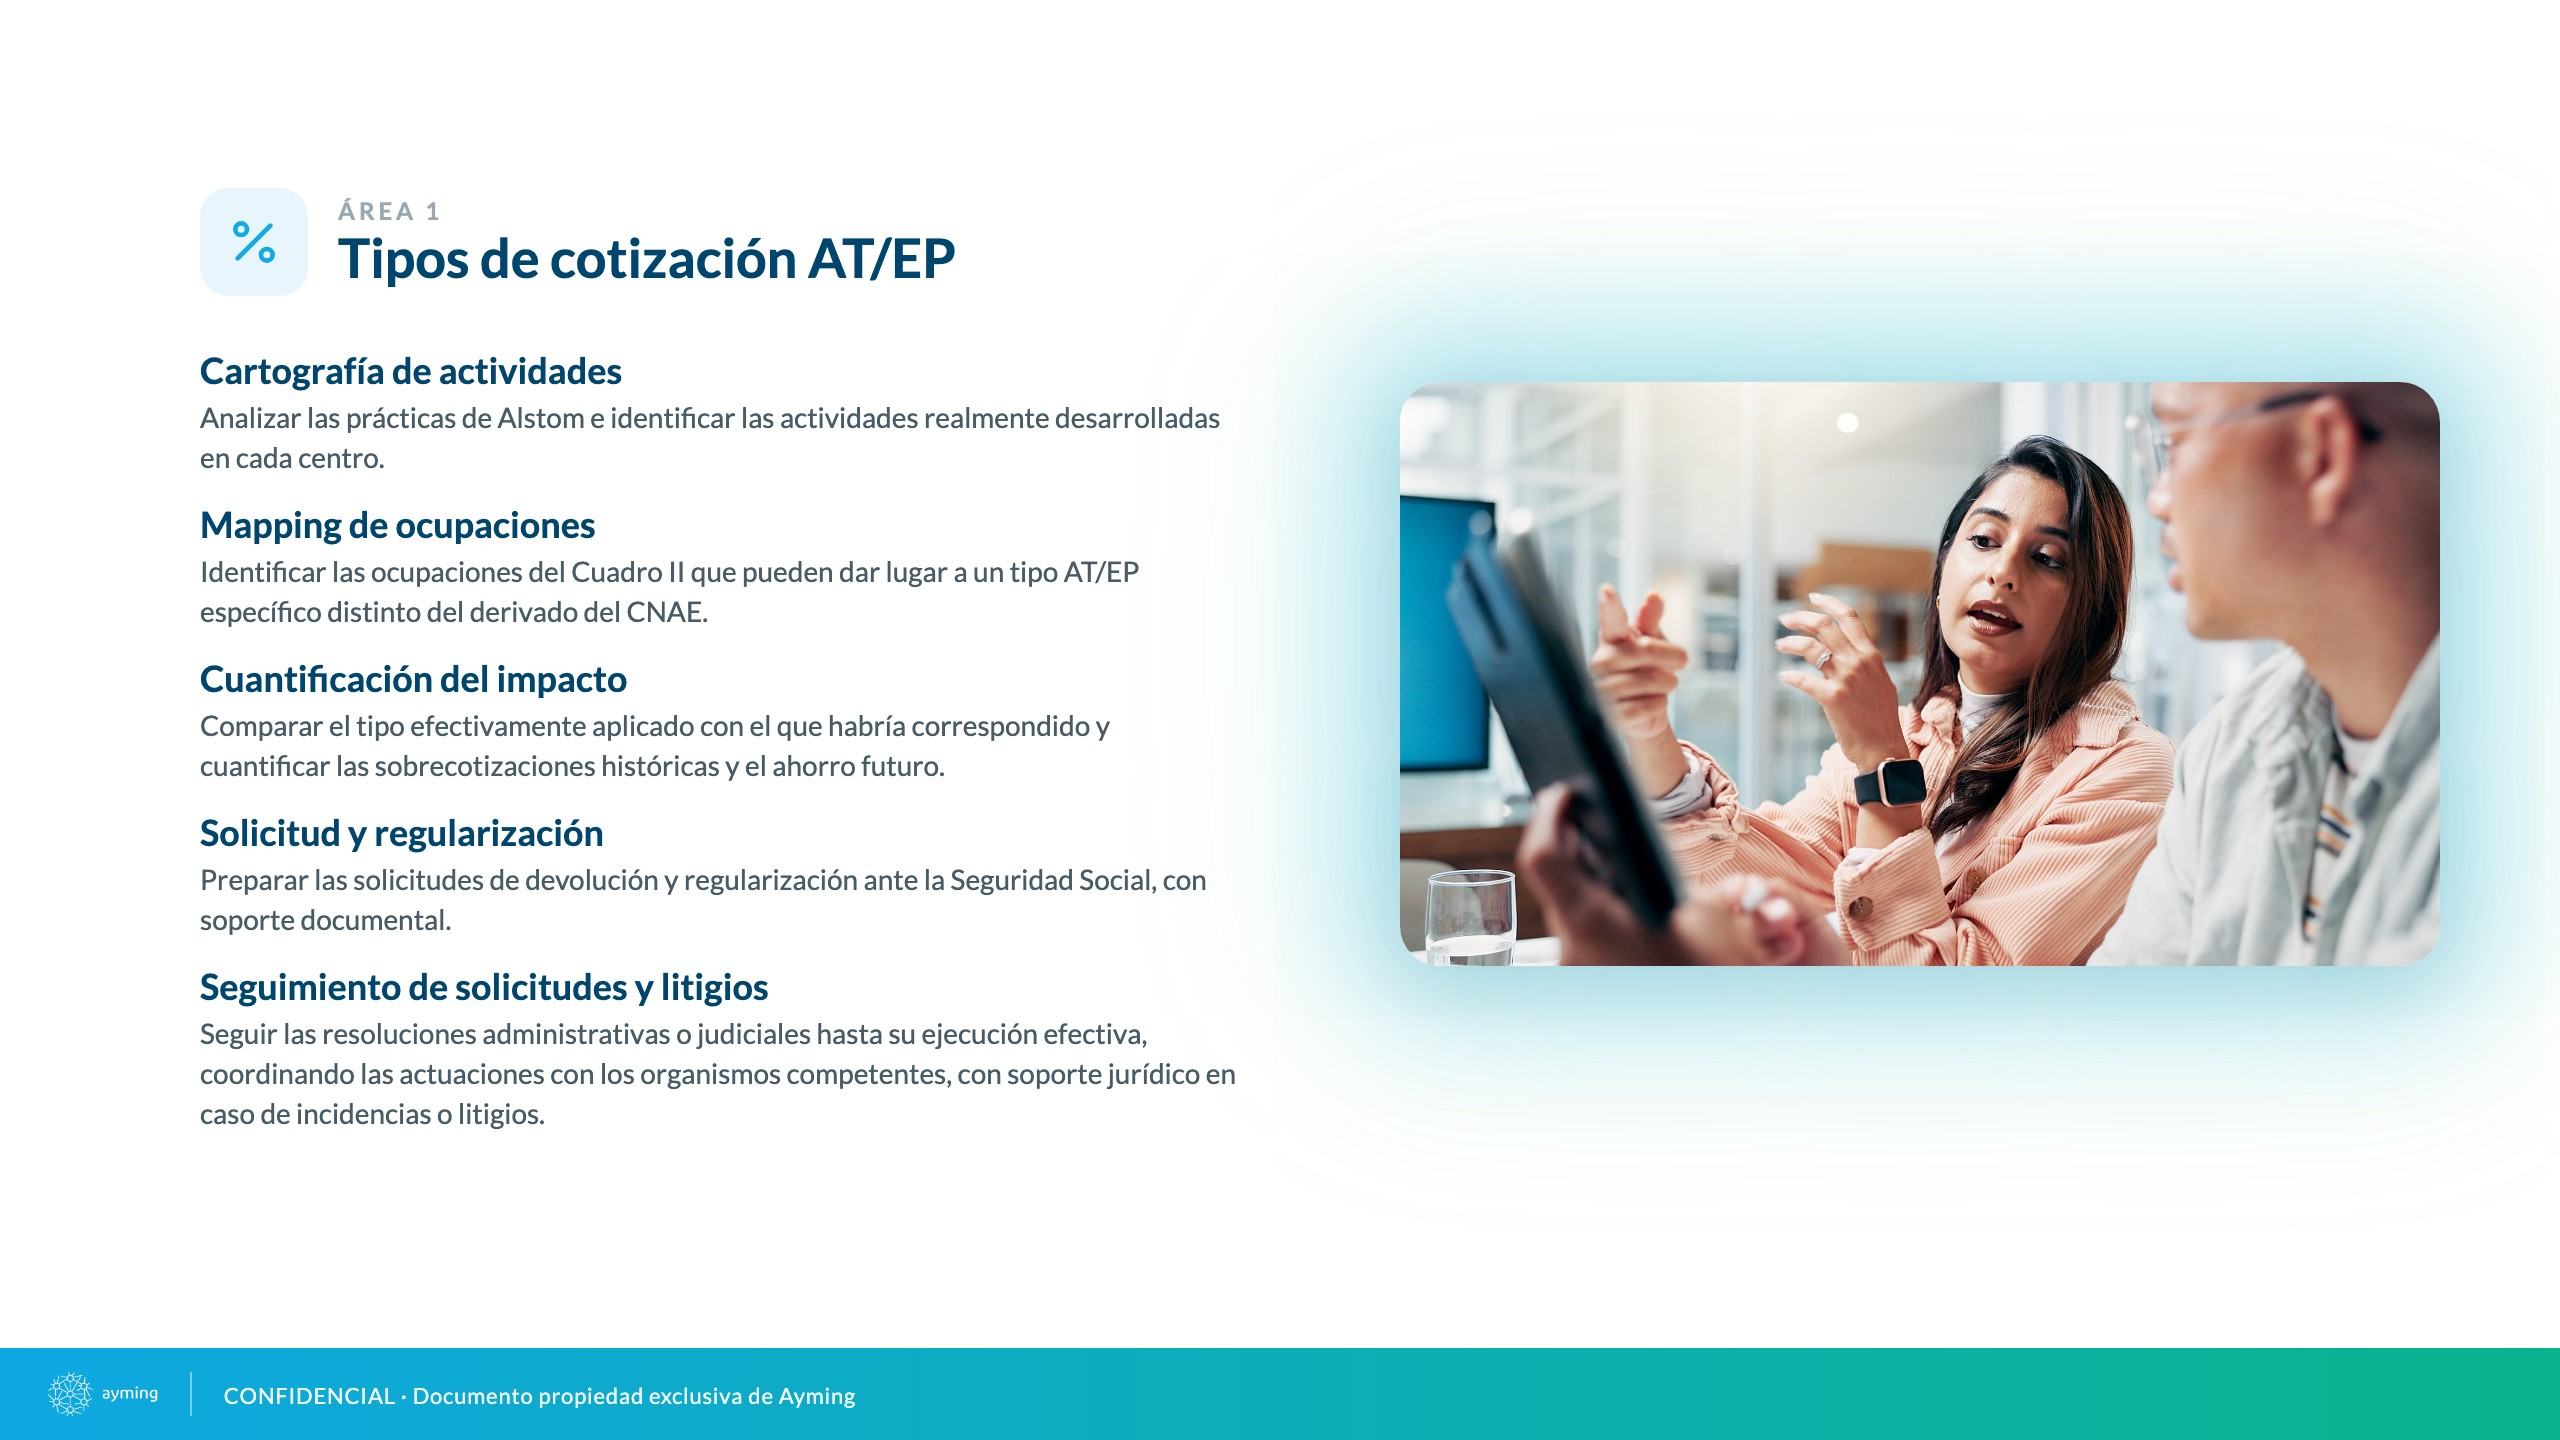 ÁREA 1
Tipos de cotización AT/EP
Cartografía de actividades
Analizar las prácticas de Alstom e identificar las actividades realmente desarrolladas
en cada centro.
Mapping de ocupaciones
Identificar las ocupaciones del Cuadro II que pueden dar lugar a un tipo AT/EP
específico distinto del derivado del CNAE.
Cuantificación del impacto
Comparar el tipo efectivamente aplicado con el que habría correspondido y
cuantificar las sobrecotizaciones históricas y el ahorro futuro.
Solicitud y regularización
Preparar las solicitudes de devolución y regularización ante la Seguridad Social, con
soporte documental.
Seguimiento de solicitudes y litigios
Seguir las resoluciones administrativas o judiciales hasta su ejecución efectiva,
coordinando las actuaciones con los organismos competentes, con soporte jurídico en
caso de incidencias o litigios.
ayming
CONFIDENCIAL · Documento propiedad exclusiva de Ayming